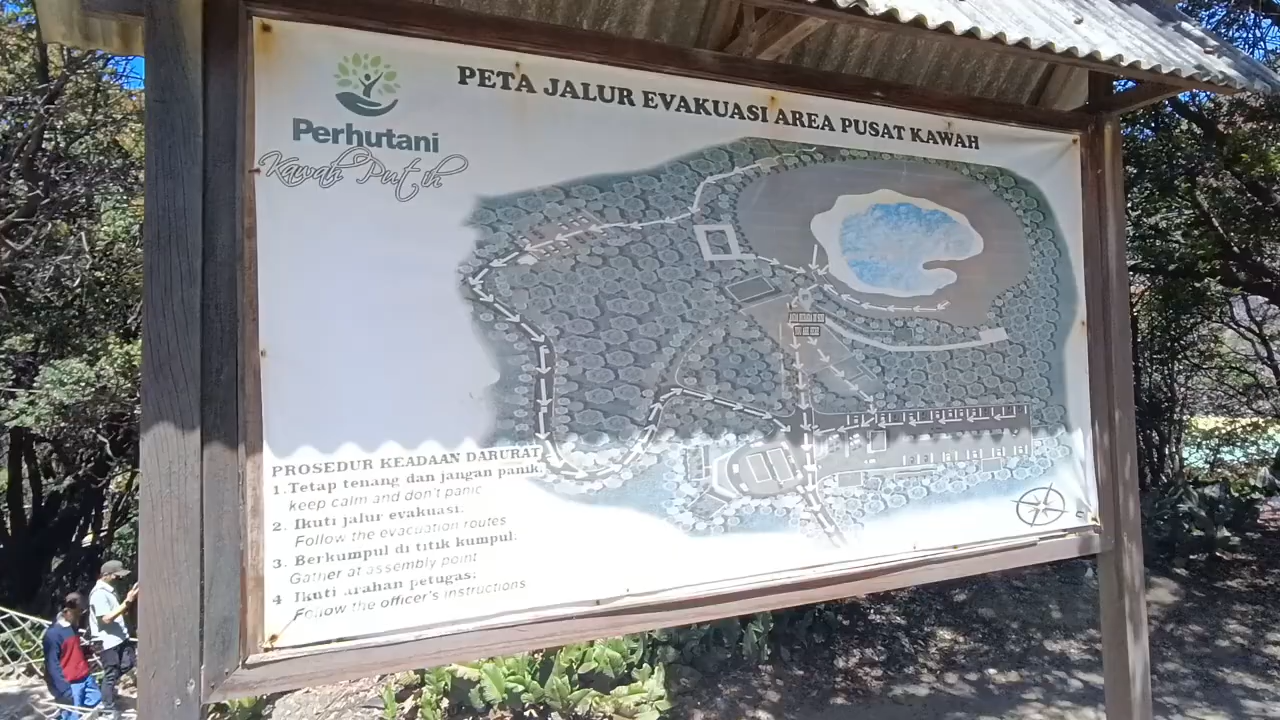 PETA JALUR EVAKUASI AREA PUSAT KAWAH
Perhutani
Kawah Putih
PROSEDUR KEADAAN DARURAT
1.Tetap tenang dan jangan panik.
keep calm and don't panic
2. Ikuti jalur evakuasi.
Follow the evacuation routes
3. Berkumpul di titik kumpul.
Gather at assembly point
4 Ikuti arahan petugas.
Follow the officer's instructions